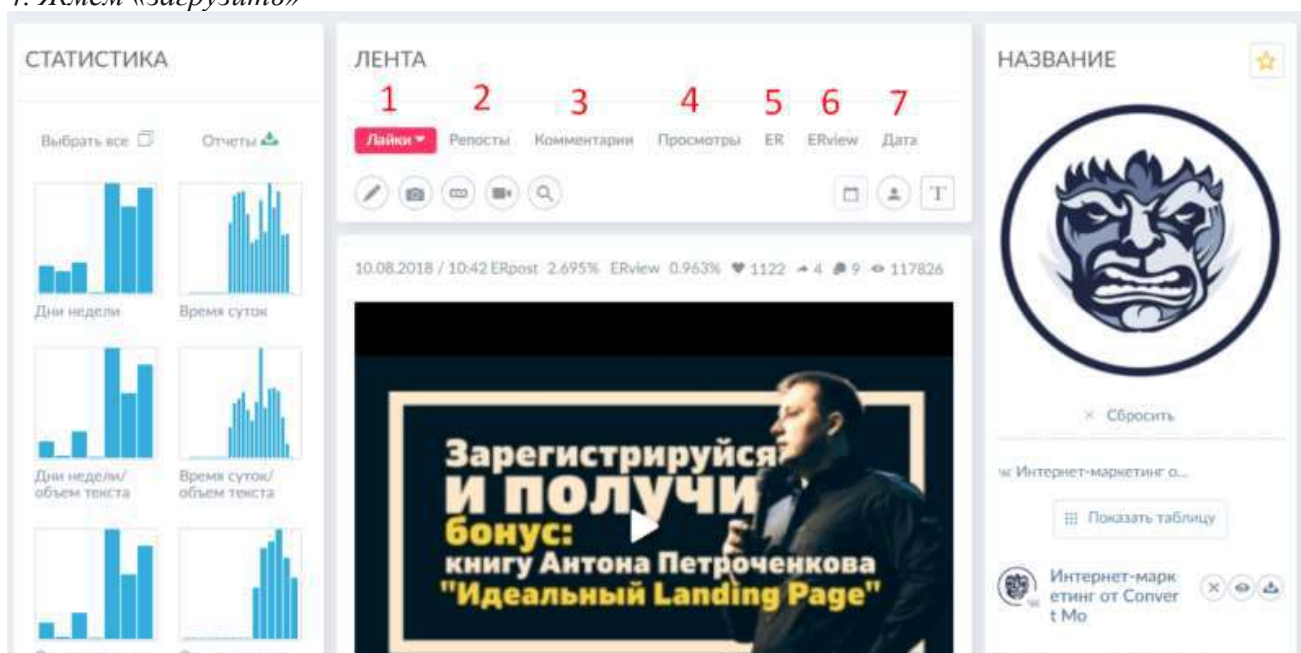 4. Жмем «загрузить»
СТАТИСТИКА
Выбрать все
Отчеты
Дни недели
Время суток
Дни недели/
объем текста
Время суток/
объем текста
ЛЕНТА
1 2 3 4 5 6 7
Лайки Репосты Комментарии Просмотры ER ERview Дата
T
10.08.2018 / 10:42 ERpost 2.695% ERview 0.963% 1122 4 9 117826
Зарегистрируйся
и получи
бонус:
книгу Антона Петроченкова
"Идеальный Landing Page"
НАЗВАНИЕ
× Сбросить
Интернет-маркетинг о...
Показать таблицу
Интернет-марк
етинг от Conver
t Mo